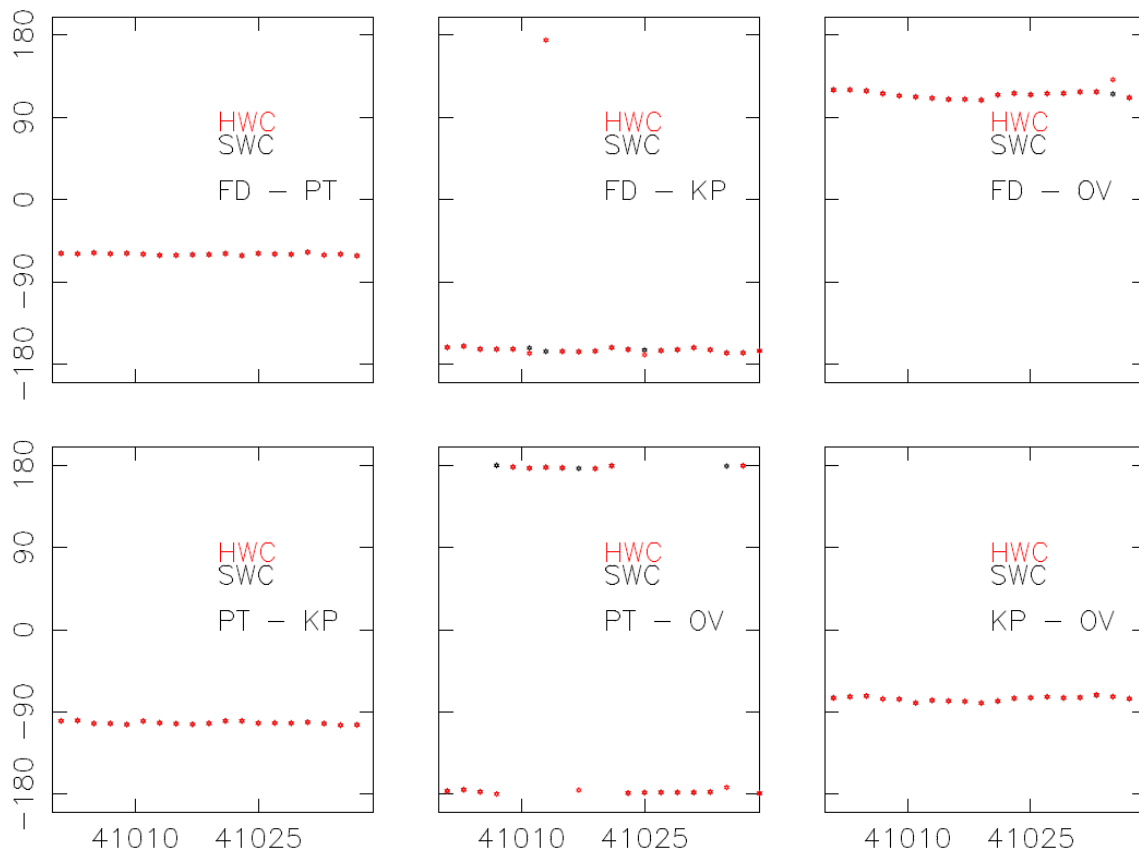 180
90
0
−90
−180
HWC
SWC
FD − PT
HWC
SWC
FD − KP
HWC
SWC
FD − OV
180
90
0
−90
−180
HWC
SWC
PT − KP
HWC
SWC
PT − OV
HWC
SWC
KP − OV
41010 41025
41010 41025
41010 41025